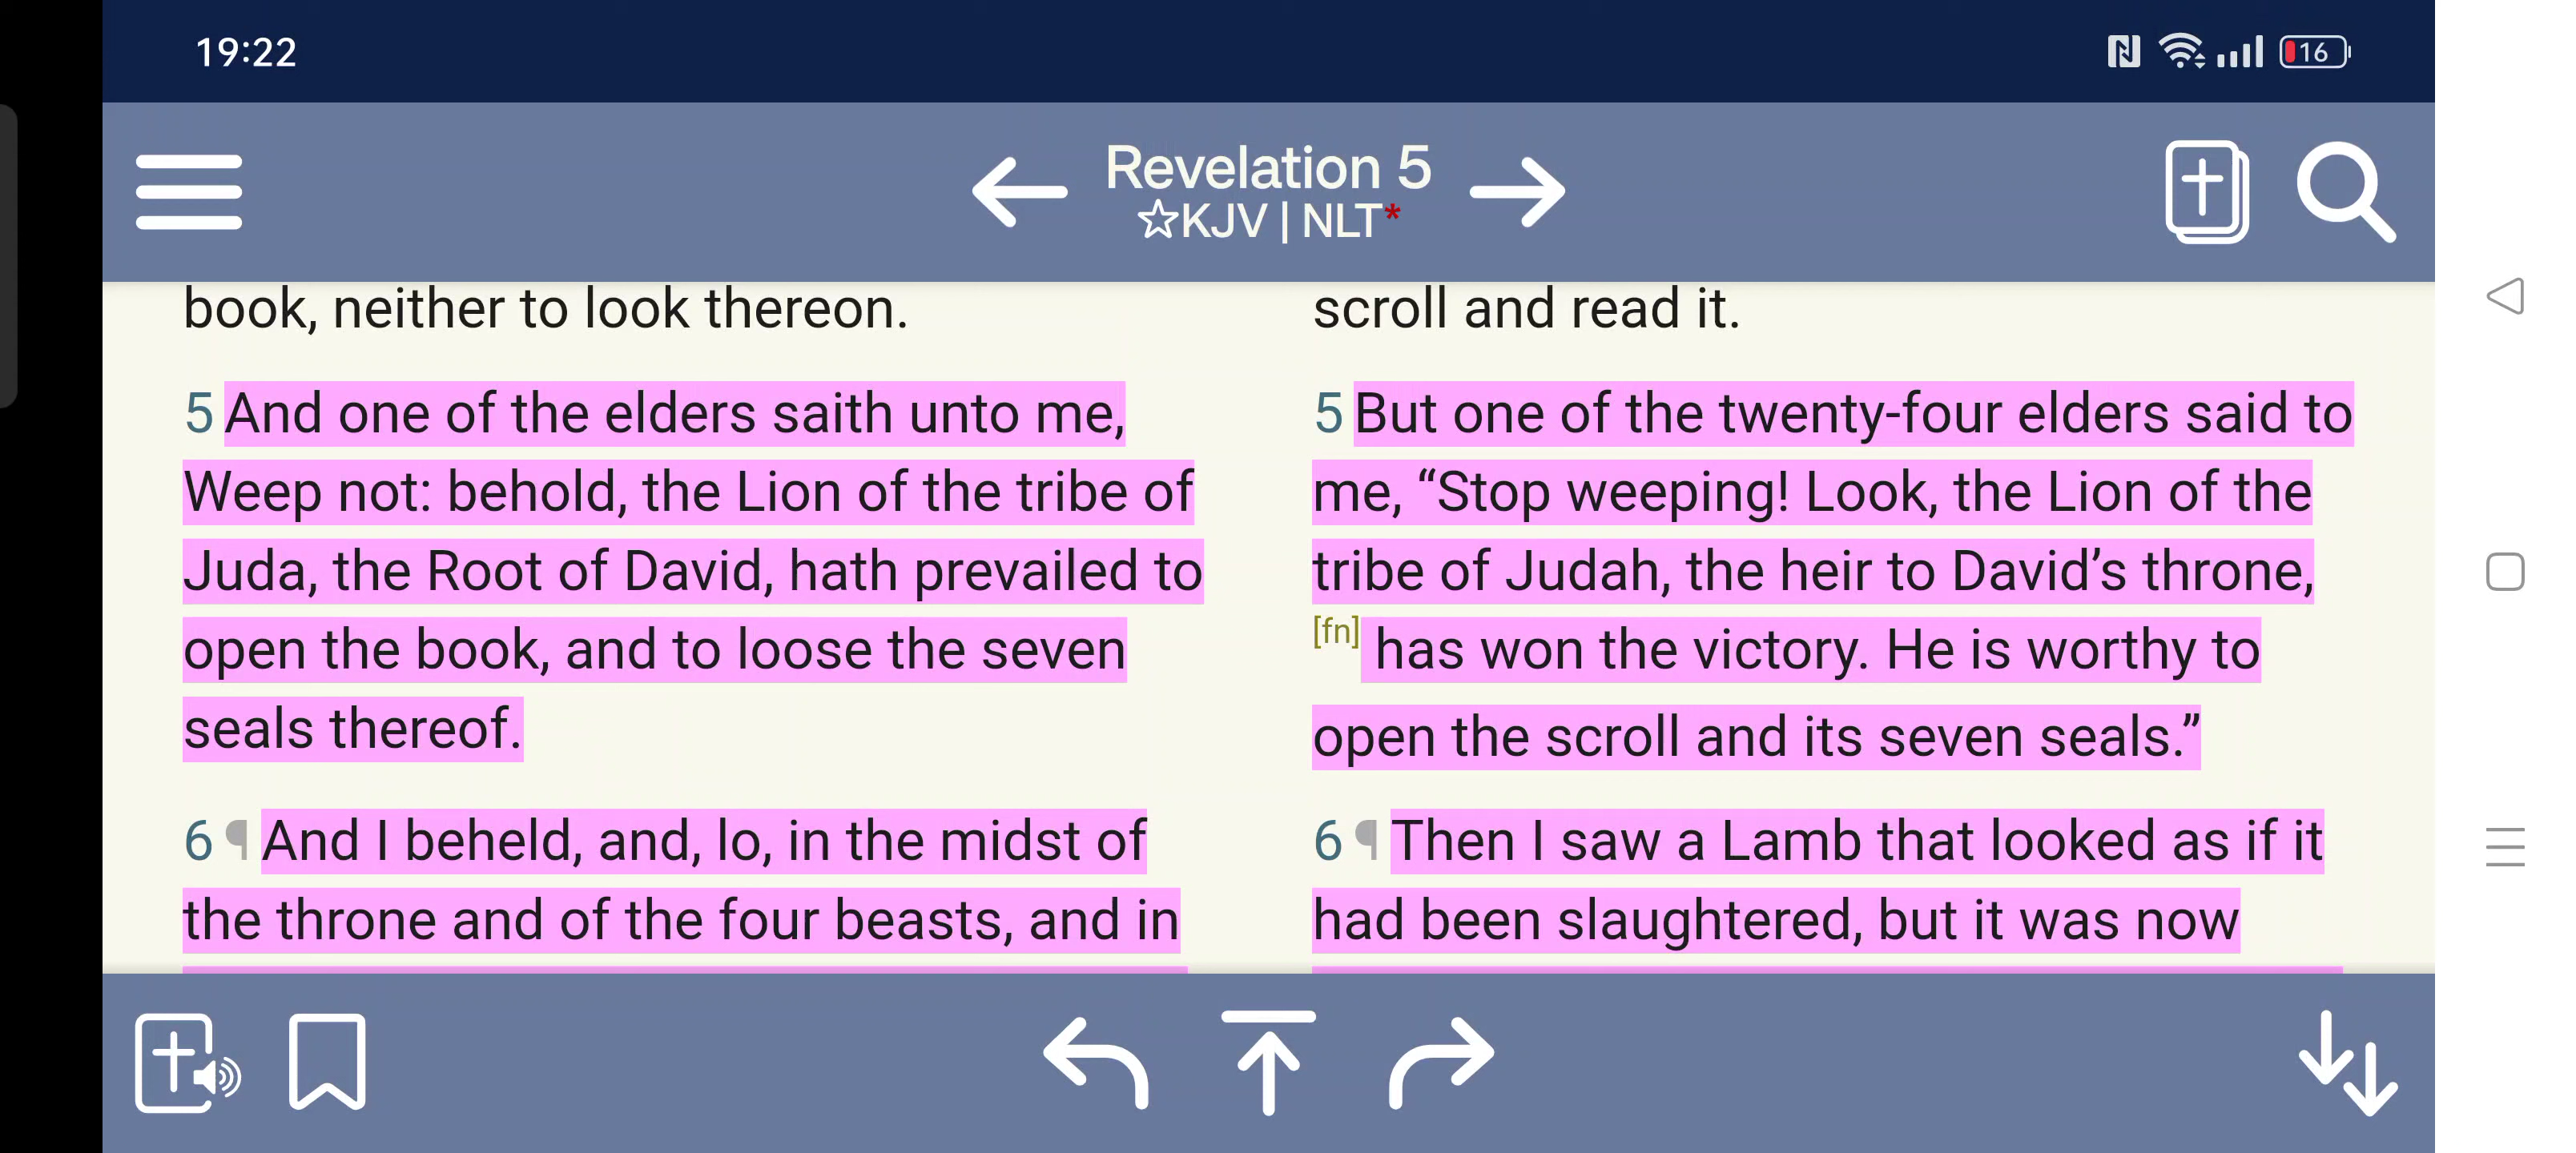 19:22
16
Revelation 5
☆KJV | NLT*
book, neither to look thereon.
5 And one of the elders saith unto me,
Weep not: behold, the Lion of the tribe of
Juda, the Root of David, hath prevailed to
open the book, and to loose the seven
seals thereof.
6 ¶ And I beheld, and, lo, in the midst of
the throne and of the four beasts, and in
scroll and read it.
5 But one of the twenty-four elders said to
me, “Stop weeping! Look, the Lion of the
tribe of Judah, the heir to David’s throne,
[fn] has won the victory. He is worthy to
open the scroll and its seven seals.”
6 ¶ Then I saw a Lamb that looked as if it
had been slaughtered, but it was now